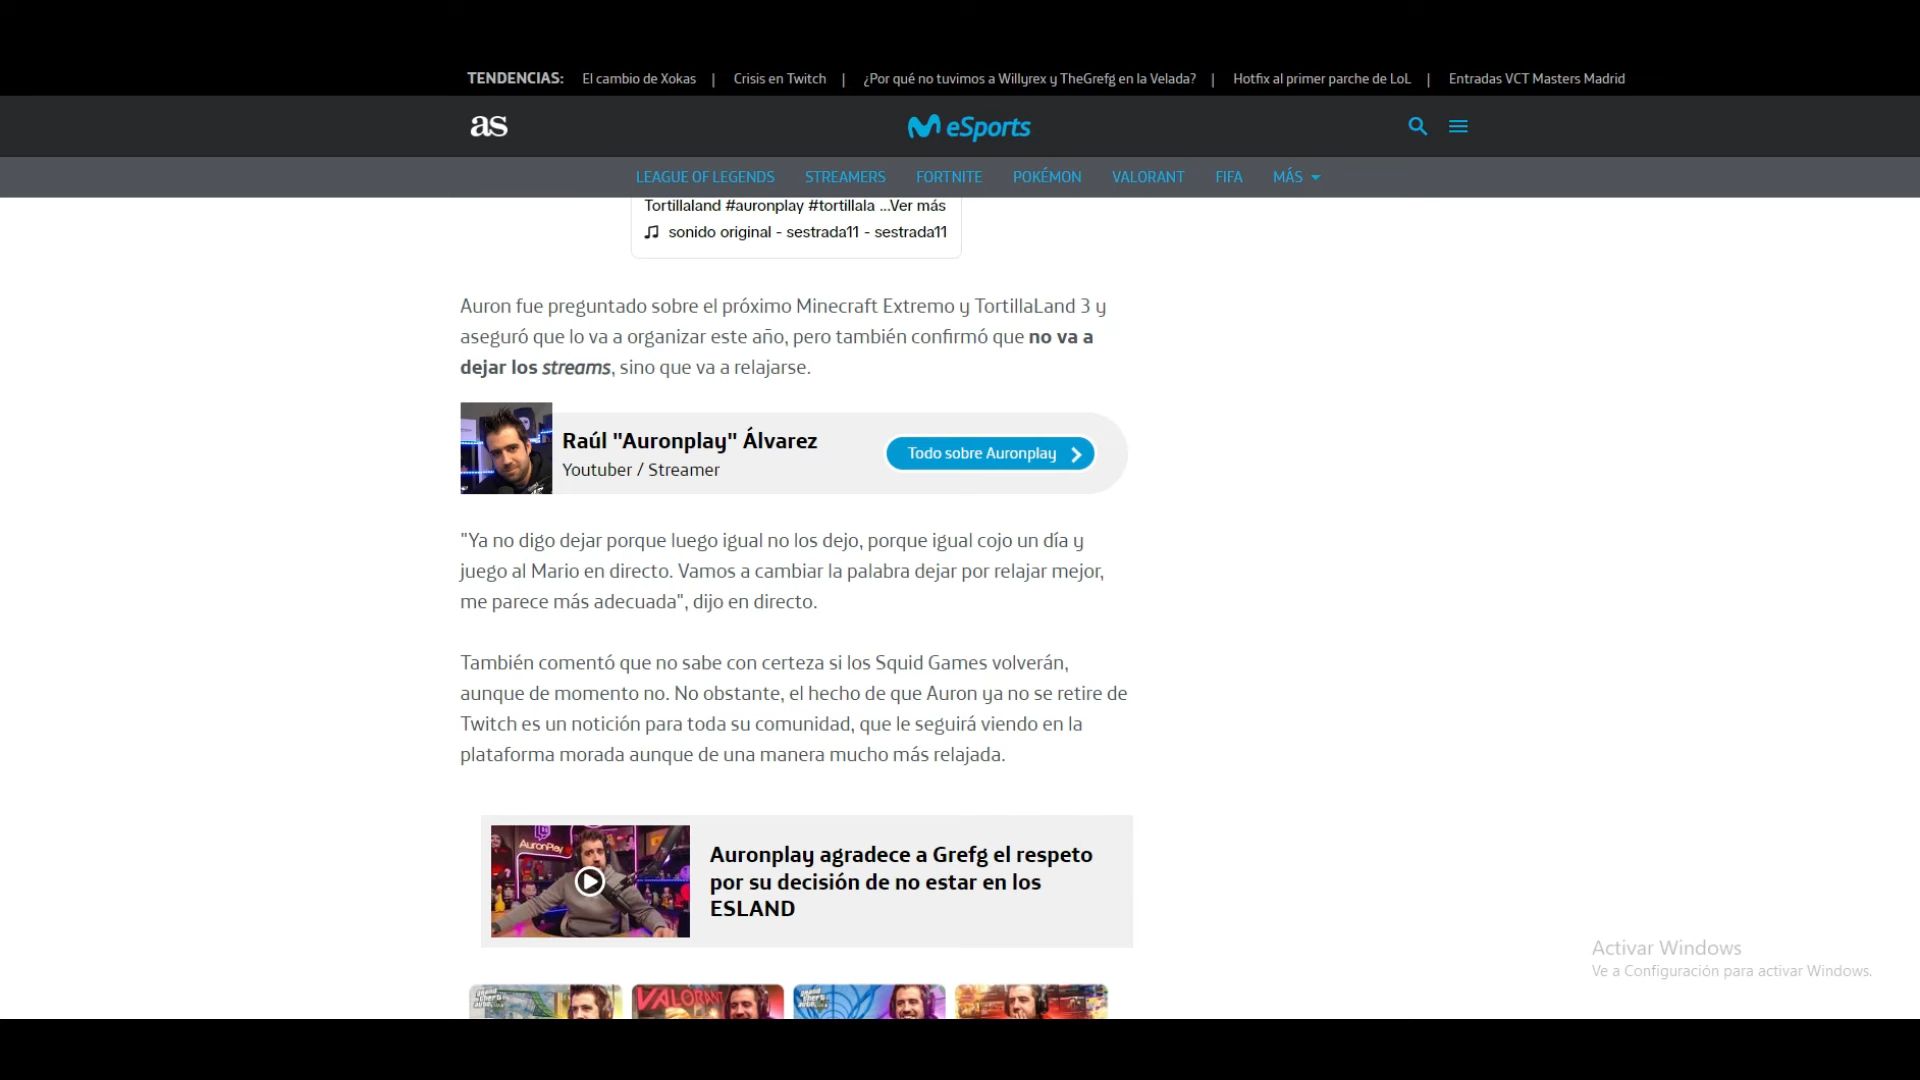 TENDENCIAS: El cambio de Xokas | Crisis en Twitch | ¿Por qué no tuvimos a Willyrex y TheGrefg en la Velada? | Hotfix al primer parche de LoL | Entradas VCT Masters Madrid
as
eSports
LEAGUE OF LEGENDS STREAMERS FORTNITE POKÉMON VALORANT FIFA MÁS
Tortillaland #auronplay #tortillala ...Ver más
sonido original - sestrada11 - sestrada11
Auron fue preguntado sobre el próximo Minecraft Extremo y TortillaLand 3 y
aseguró que lo va a organizar este año, pero también confirmó que no va a
dejar los streams, sino que va a relajarse.
Raúl "Auronplay" Álvarez
Youtuber / Streamer
Todo sobre Auronplay
"Ya no digo dejar porque luego igual no los dejo, porque igual cojo un día y
juego al Mario en directo. Vamos a cambiar la palabra dejar por relajar mejor,
me parece más adecuada", dijo en directo.
También comentó que no sabe con certeza si los Squid Games volverán,
aunque de momento no. No obstante, el hecho de que Auron ya no se retire de
Twitch es un notición para toda su comunidad, que le seguirá viendo en la
plataforma morada aunque de una manera mucho más relajada.
AuronPlay
Auronplay agradece a Grefg el respeto
por su decisión de no estar en los
ESLAND
Activar Windows
Ve a Configuración para activar Windows.
VALORANT